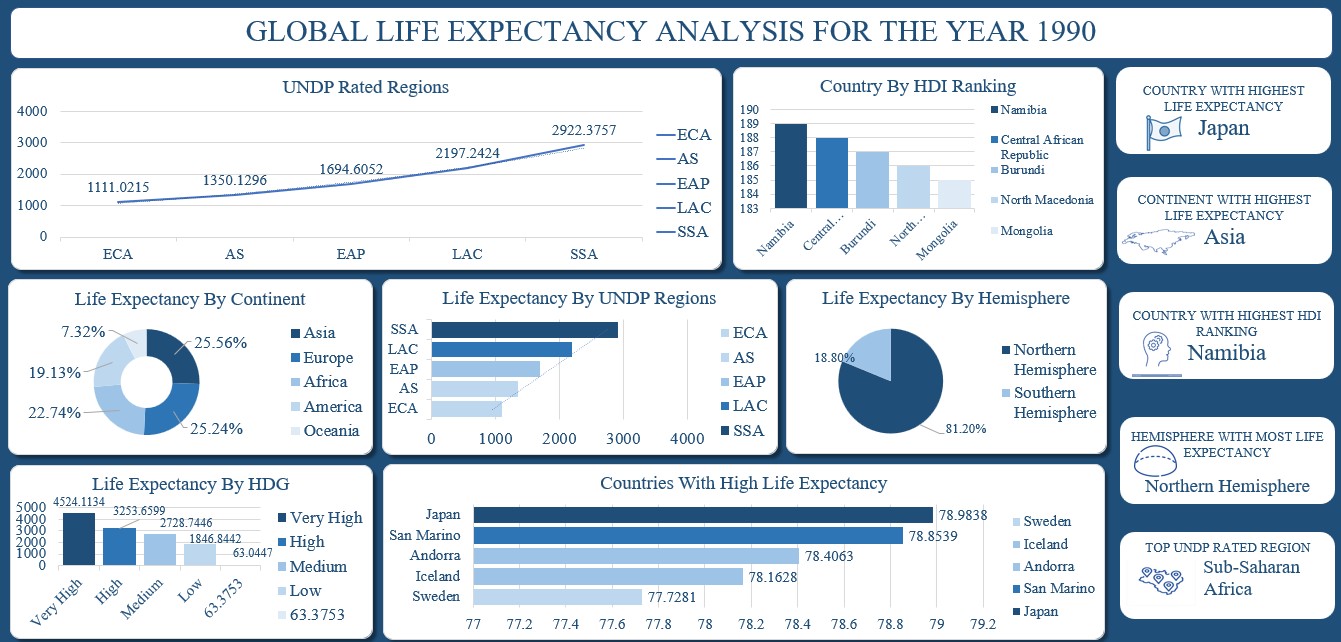 GLOBAL LIFE EXPECTANCY ANALYSIS FOR THE YEAR 1990
UNDP Rated Regions
4000
3000
2000
1000
0
1111.0215
1350.1296
1694.6052
2197.2424
2922.3757
ECA
AS
EAP
LAC
SSA
ECA
AS
EAP
LAC
SSA
Country By HDI Ranking
190
189
188
187
186
185
184
183
Namibia
Central...
Burundi
North...
Mongolia
Namibia
Central African
Republic
Burundi
North Macedonia
Mongolia
COUNTRY WITH HIGHEST
LIFE EXPECTANCY
Japan
CONTINENT WITH HIGHEST
LIFE EXPECTANCY
Asia
Life Expectancy By Continent
7.32%
25.56%
19.13%
22.74%
25.24%
Asia
Europe
Africa
America
Oceania
Life Expectancy By UNDP Regions
SSA
LAC
EAP
AS
ECA
0
1000
2000
3000
4000
ECA
AS
EAP
LAC
SSA
Life Expectancy By Hemisphere
18.80%
81.20%
Northern
Hemisphere
Southern
Hemisphere
COUNTRY WITH HIGHEST HDI
RANKING
Namibia
HEMISPHERE WITH MOST LIFE
EXPECTANCY
Northern Hemisphere
Life Expectancy By HDG
5000
4000
3000
2000
1000
0
4524.1134
3253.6599
2728.7446
1846.8442
63.0447
Very High
High
Medium
Low
63.3753
Very High
High
Medium
Low
63.3753
Countries With High Life Expectancy
Japan
San Marino
Andorra
Iceland
Sweden
78.9838
78.8539
78.4063
78.1628
77.7281
77
77.2
77.4
77.6
77.8
78
78.2
78.4
78.6
78.8
79
79.2
Sweden
Iceland
Andorra
San Marino
Japan
TOP UNDP RATED REGION
Sub-Saharan
Africa